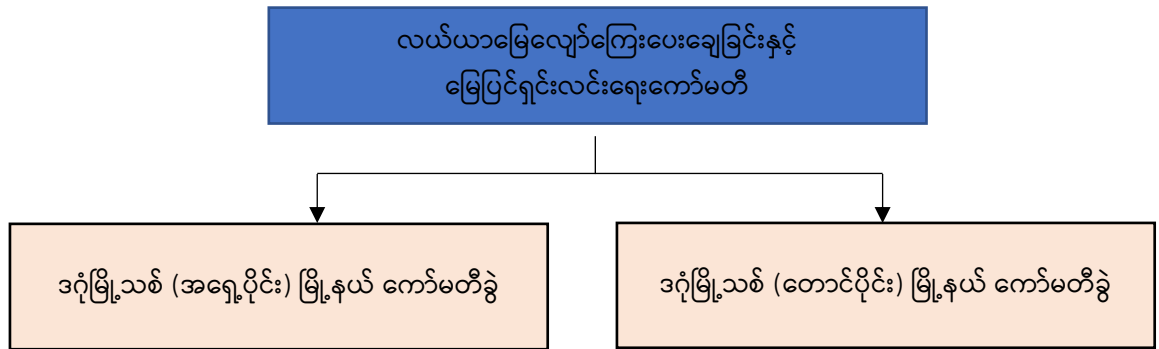 လယ်ယာမြေလျော်ကြေးပေးချေခြင်းနှင့်
မြေပြင်ရှင်းလင်းရေးကော်မတီ
ဒဂုံမြို့သစ် (အရှေ့ပိုင်း) မြို့နယ် ကော်မတီခွဲ
ဒဂုံမြို့သစ် (တောင်ပိုင်း) မြို့နယ် ကော်မတီခွဲ